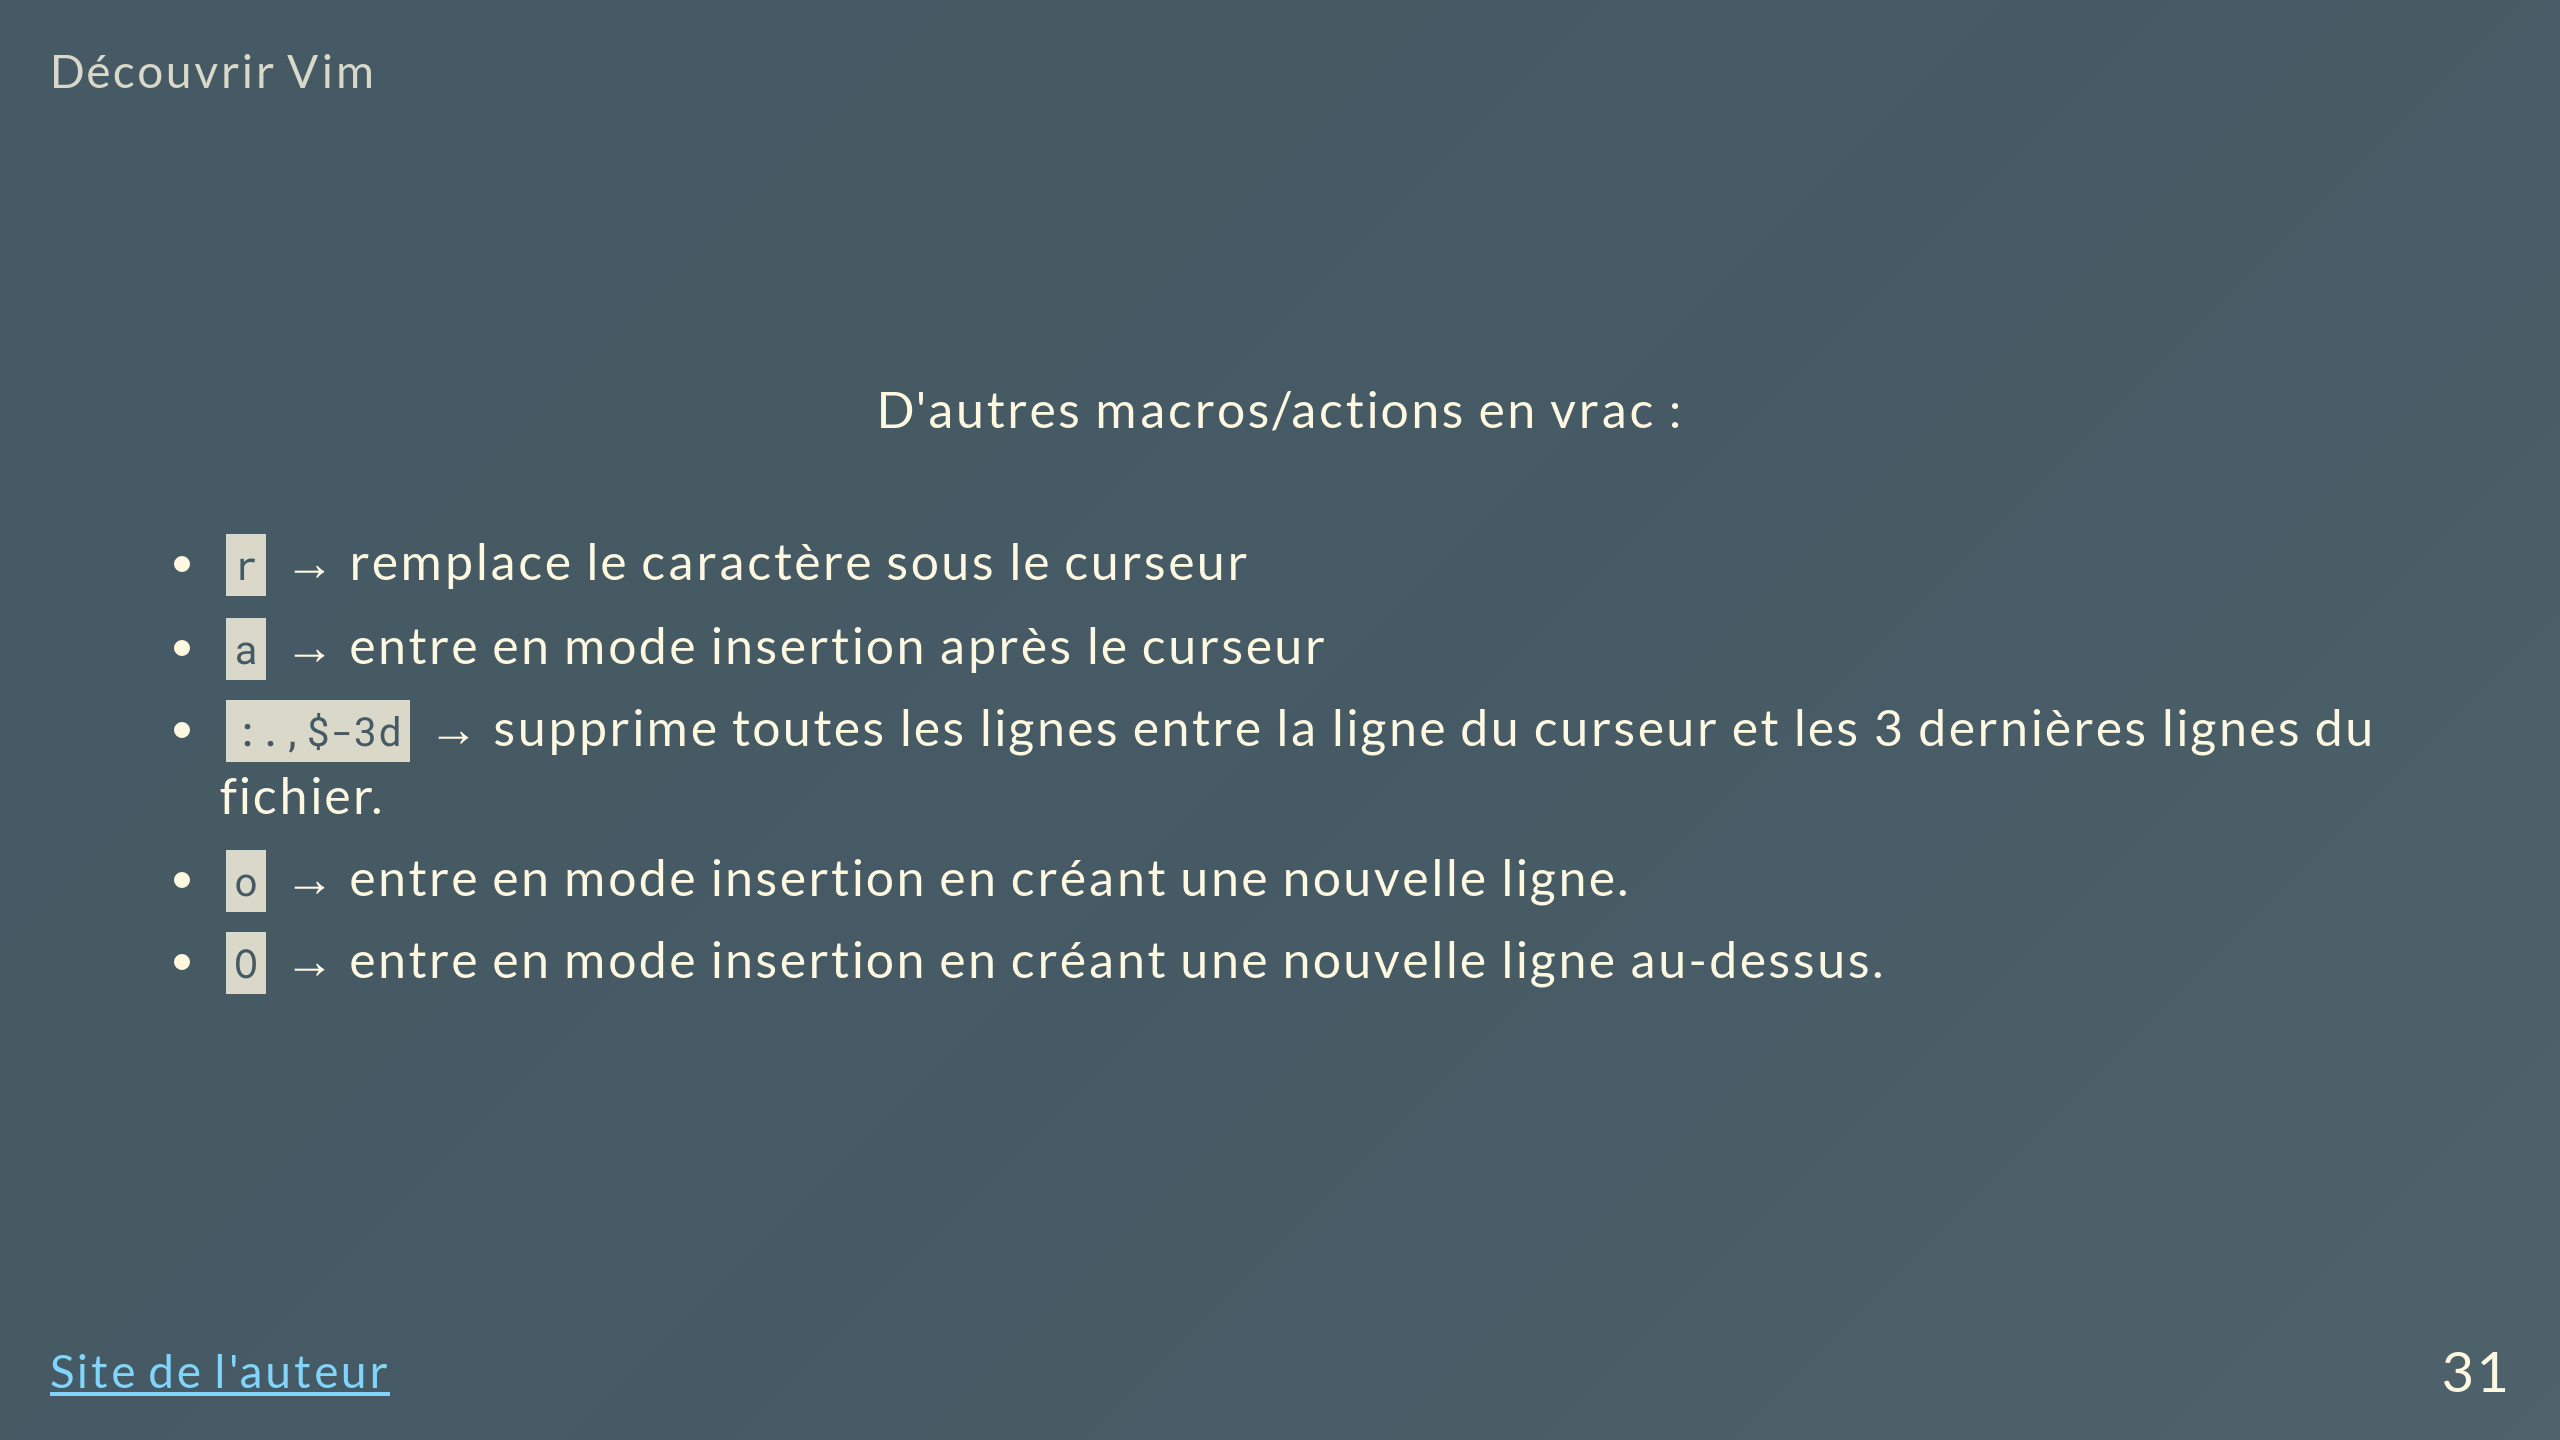 Découvrir Vim
D'autres macros/actions en vrac :
• r → remplace le caractère sous le curseur
• a → entre en mode insertion après le curseur
• :.,$-3d → supprime toutes les lignes entre la ligne du curseur et les 3 dernières lignes du
fichier.
• o → entre en mode insertion en créant une nouvelle ligne.
• O → entre en mode insertion en créant une nouvelle ligne au-dessus.
Site de l'auteur
31